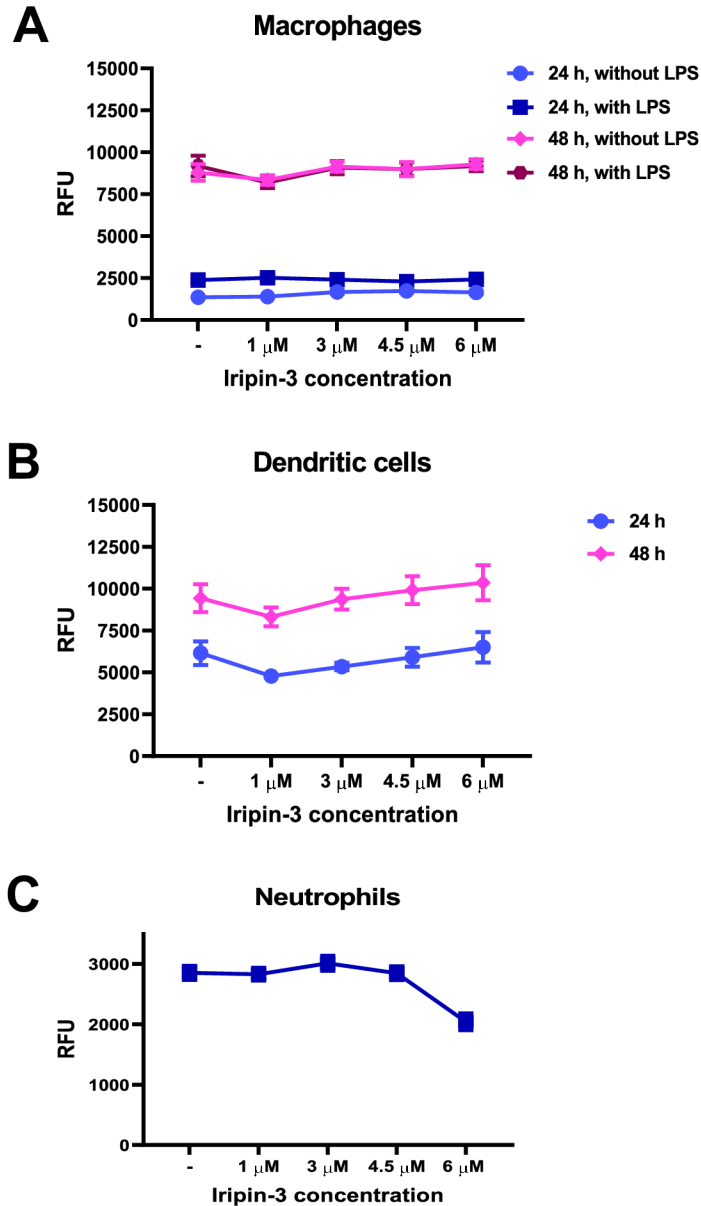 A
Macrophages
15000
12500
10000
7500
5000
2500
0
RFU
- 1 μM 3 μM 4.5 μM 6 μM
Iripin-3 concentration
24 h, without LPS
24 h, with LPS
48 h, without LPS
48 h, with LPS
B
Dendritic cells
15000
12500
10000
7500
5000
2500
0
RFU
- 1 μM 3 μM 4.5 μM 6 μM
Iripin-3 concentration
24 h
48 h
C
Neutrophils
3000
2000
1000
0
RFU
- 1 μM 3 μM 4.5 μM 6 μM
Iripin-3 concentration